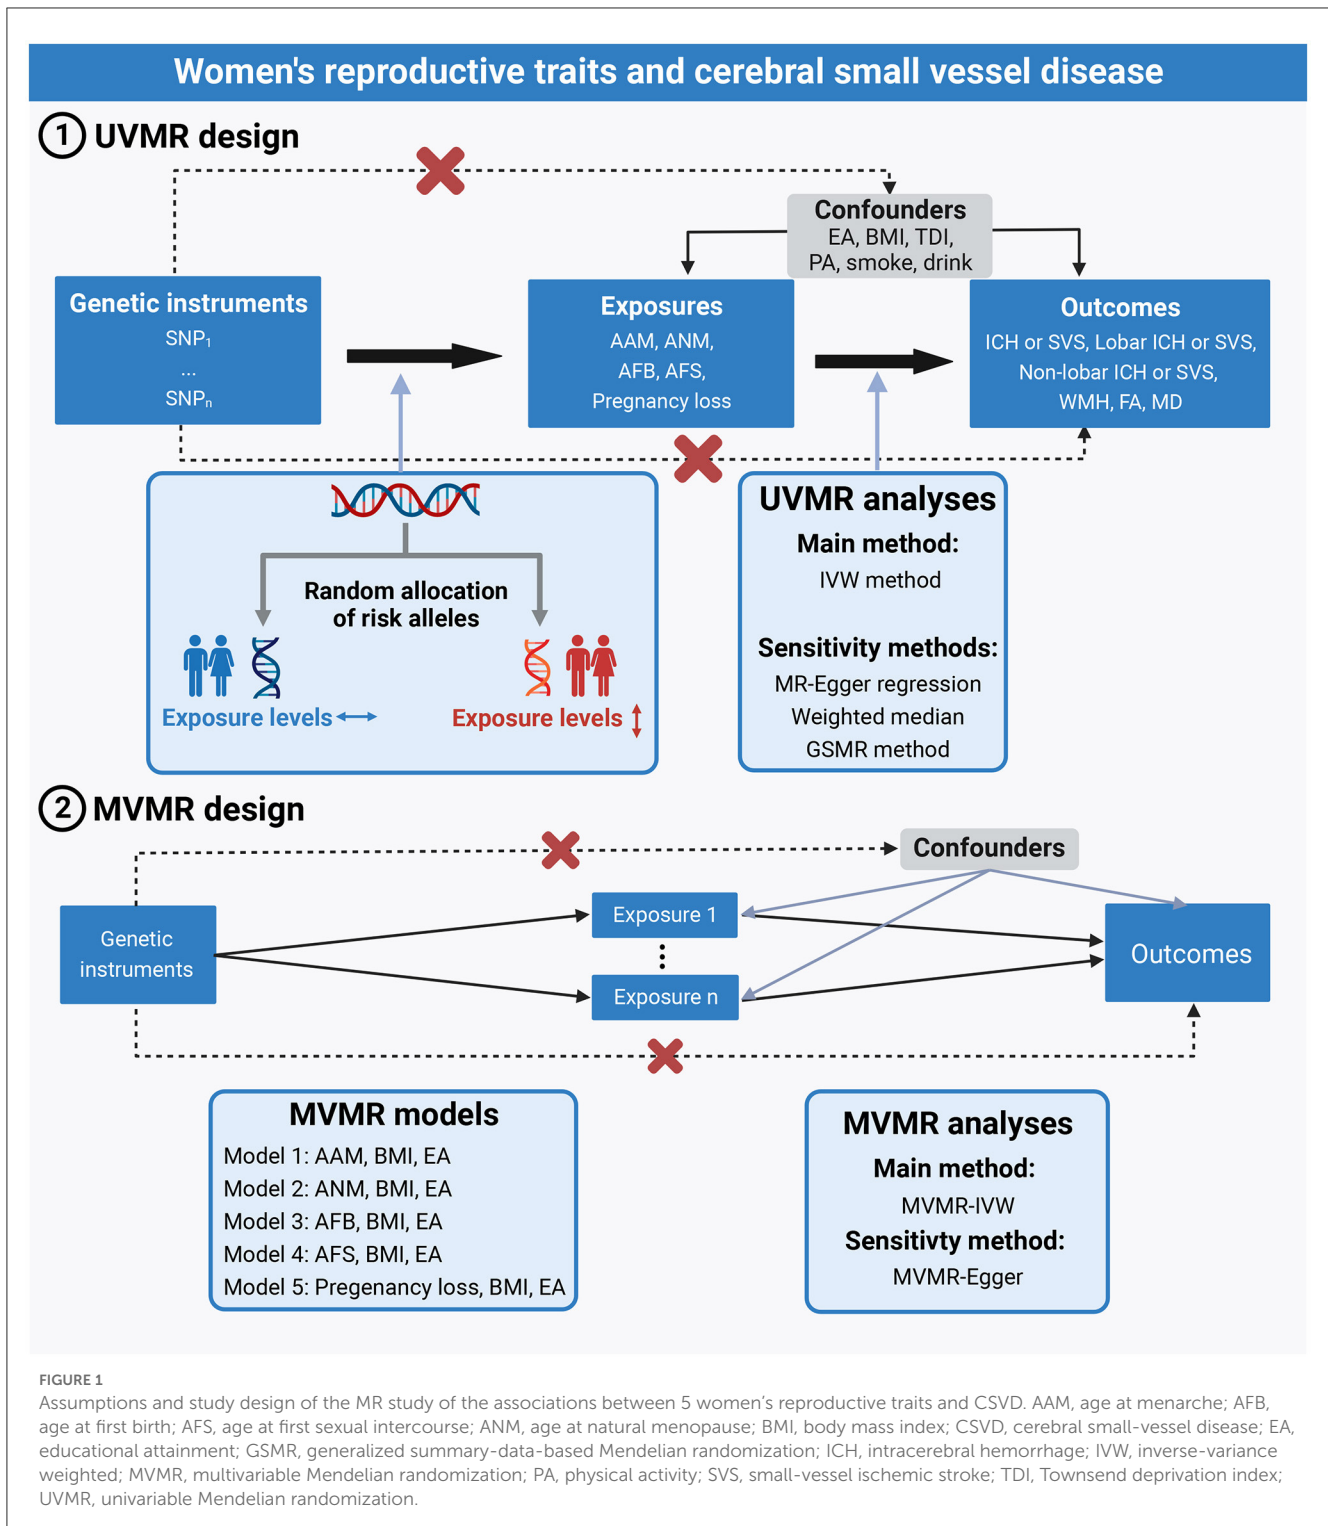 Women's reproductive traits and cerebral small vessel disease
1 UVMR design
Confounders
EA, BMI, TDI,
PA, smoke, drink
Genetic instruments
SNP1
...
SNPn
Exposures
AAM, ANM,
AFB, AFS,
Pregnancy loss
Outcomes
ICH or SVS, Lobar ICH or SVS,
Non-lobar ICH or SVS,
WMH, FA, MD
Random allocation
of risk alleles
Exposure levels
Exposure levels
UVMR analyses
Main method:
IVW method
Sensitivity methods:
MR-Egger regression
Weighted median
GSMR method
2 MVMR design
Confounders
Genetic
instruments
Exposure 1
Exposure n
Outcomes
MVMR models
Model 1: AAM, BMI, EA
Model 2: ANM, BMI, EA
Model 3: AFB, BMI, EA
Model 4: AFS, BMI, EA
Model 5: Pregenancy loss, BMI, EA
MVMR analyses
Main method:
MVMR-IVW
Sensitivty method:
MVMR-Egger
FIGURE 1
Assumptions and study design of the MR study of the associations between 5 women's reproductive traits and CSVD. AAM, age at menarche; AFB,
age at first birth; AFS, age at first sexual intercourse; ANM, age at natural menopause; BMI, body mass index; CSVD, cerebral small-vessel disease; EA,
educational attainment; GSMR, generalized summary-data-based Mendelian randomization; ICH, intracerebral hemorrhage; IVW, inverse-variance
weighted; MVMR, multivariable Mendelian randomization; PA, physical activity; SVS, small-vessel ischemic stroke; TDI, Townsend deprivation index;
UVMR, univariable Mendelian randomization.